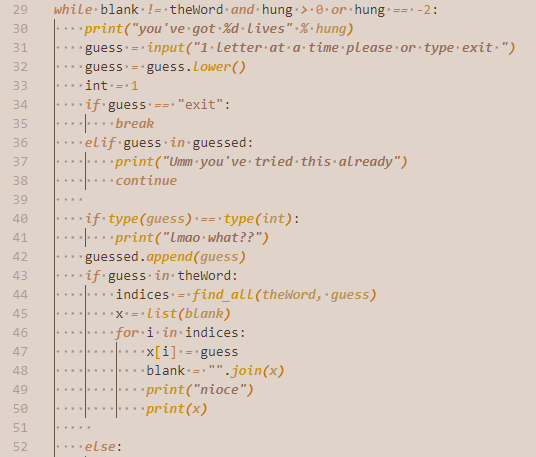 29 while blank != theWord and hung > 0 or hung == -2:
30     print("you've got %d lives" % hung)
31     guess = input("1 letter at a time please or type exit ")
32     guess = guess.lower()
33     int = 1
34     if guess == "exit":
35         break
36     elif guess in guessed:
37         print("Umm you've tried this already")
38         continue
39
40     if type(guess) == type(int):
41         print("lmao what??")
42     guessed.append(guess)
43     if guess in theWord:
44         indices = find_all(theWord, guess)
45         x = list(blank)
46         for i in indices:
47             x[i] = guess
48             blank = "".join(x)
49             print("nioce")
50             print(x)
51
52     else: